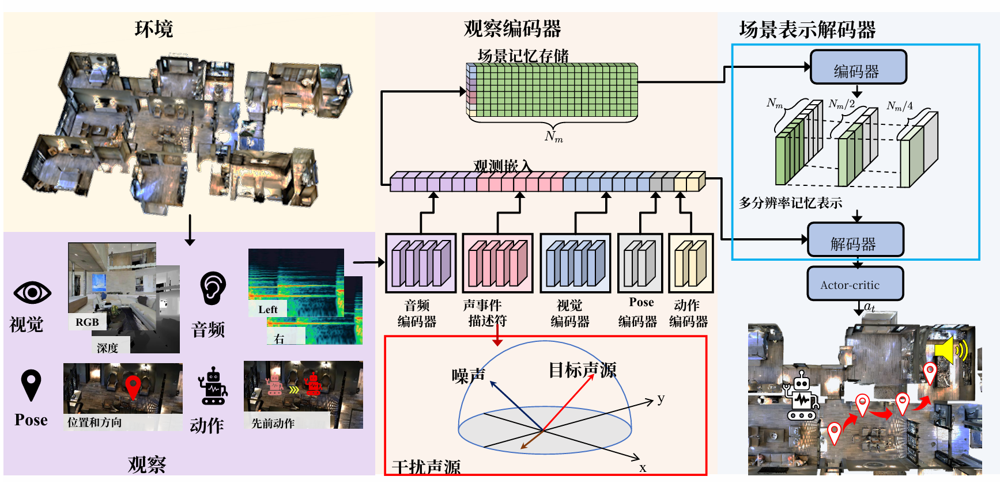 环境
视觉
RGB
深度
音频
Left
右
Pose
位置和方向
动作
先前动作
观察
观察编码器
场景记忆存储
N_m
观测嵌入
音频
编码器
声事件
描述符
视觉
编码器
Pose
编码器
动作
编码器
噪声
目标声源
y
x
干扰声源
场景表示解码器
编码器
N_m
N_m/2
N_m/4
多分辨率记忆表示
解码器
Actor-critic
a_t